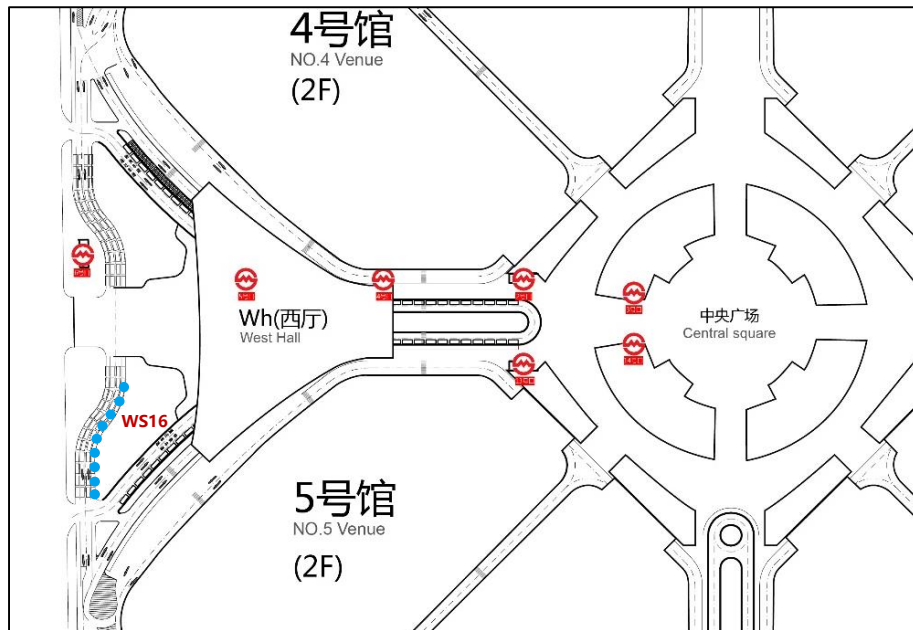 4号馆
NO.4 Venue
(2F)
Wh(西厅)
West Hall
中央广场
Central square
WS16
5号馆
NO.5 Venue
(2F)